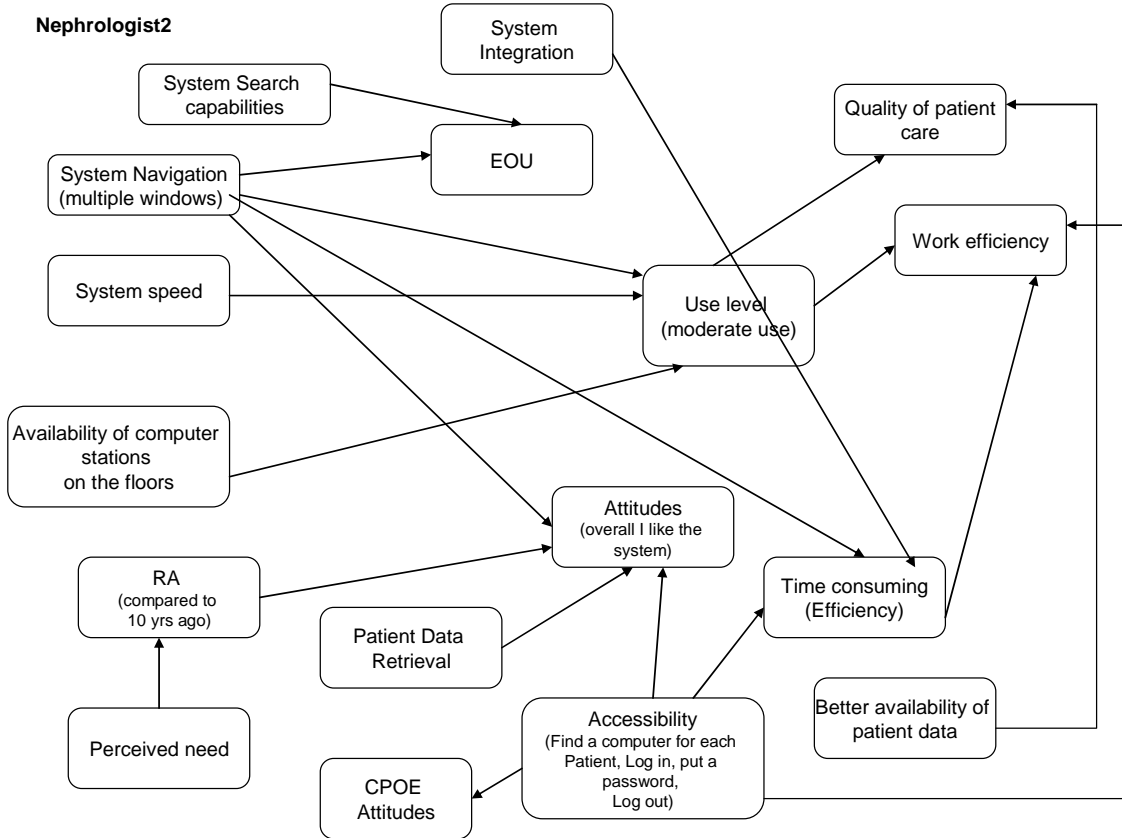 Nephrologist2
System
Integration
System Search
capabilities
Quality of patient
care
EOU
System Navigation
(multiple windows)
Work efficiency
System speed
Use level
(moderate use)
Availability of computer
stations
on the floors
Attitudes
(overall I like the
system)
RA
(compared to
10 yrs ago)
Time consuming
(Efficiency)
Patient Data
Retrieval
Better availability of
patient data
Accessibility
(Find a computer for each
Patient, Log in, put a
password,
Log out)
Perceived need
CPOE
Attitudes